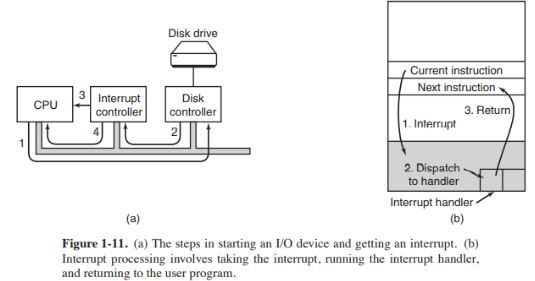 Disk drive
CPU
3
Interrupt
controller
Disk
controller
1
4
2
(a)
Current instruction
Next instruction
3. Return
1. Interrupt
2. Dispatch
to handler
Interrupt handler
(b)
Figure 1-11. (a) The steps in starting an I/O device and getting an interrupt. (b)
Interrupt processing involves taking the interrupt, running the interrupt handler,
and returning to the user program.